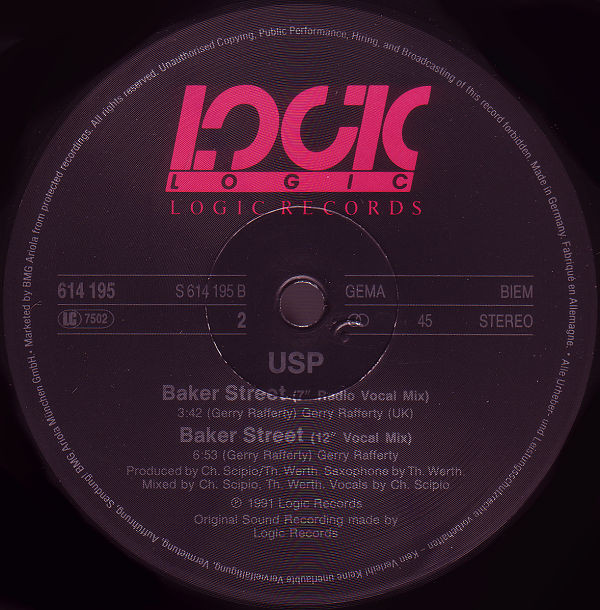 LOGIC
LOGIC
LOGIC RECORDS
614 195 S 614 195 B GEMA BIEM
LC 7502 2 45 STEREO
USP
Baker Street (7" Radio Vocal Mix)
3:42 (Gerry Rafferty) Gerry Rafferty (UK)
Baker Street (12" Vocal Mix)
6:53 (Gerry Rafferty) Gerry Rafferty
Produced by Ch. Scipio/Th. Werth. Saxophone by Th. Werth.
Mixed by Ch. Scipio, Th. Werth. Vocals by Ch. Scipio
℗ 1991 Logic Records
Original Sound Recording made by
Logic Records
• Marketed by BMG Ariola from protected recordings. All rights reserved. Unauthorised Copying, Public Performance, Hiring, and Broadcasting of this record forbidden. Made in Germany. Fabriqué en Allemagne. • Alle Urheber- und Leistungsschutzrechte vorbehalten – Kein Verleih! Keine unerlaubte Vervielfältigung, Vermietung, Aufführung, Sendung! BMG Ariola München GmbH